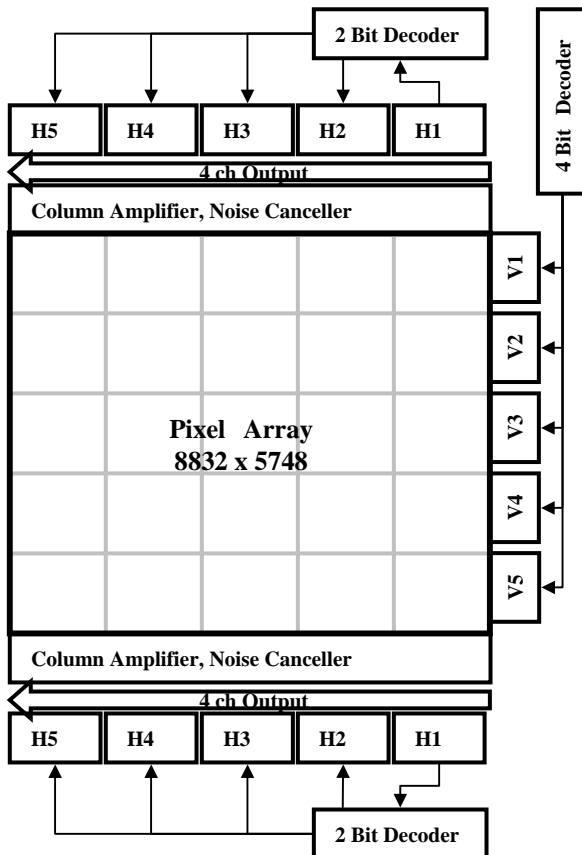 2 Bit Decoder
4 Bit Decoder
H5 H4 H3 H2 H1
4 ch Output
Column Amplifier, Noise Canceller
V1
V2
V3
V4
V5
Pixel Array
8832 x 5748
Column Amplifier, Noise Canceller
4 ch Output
H5 H4 H3 H2 H1
2 Bit Decoder